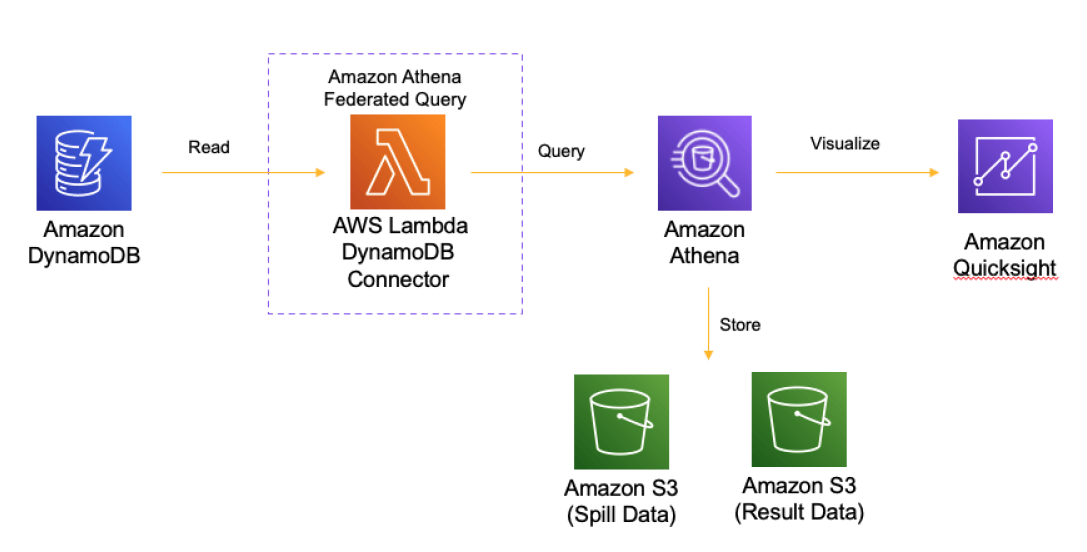 Amazon Athena
Federated Query
Read
Query
Visualize
Amazon
DynamoDB
AWS Lambda
DynamoDB
Connector
Amazon
Athena
Amazon
Quicksight
Store
Amazon S3
(Spill Data)
Amazon S3
(Result Data)